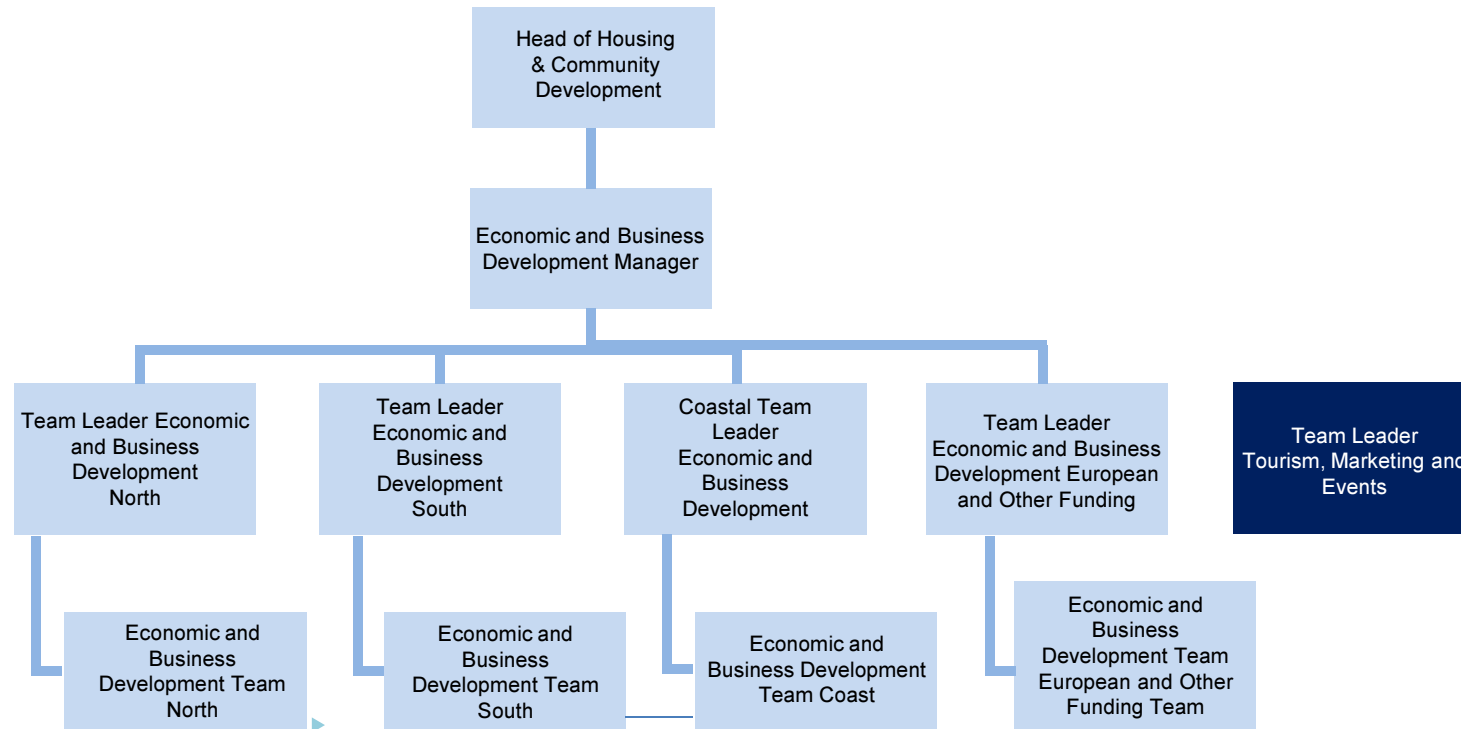 Head of Housing
& Community
Development
Economic and Business
Development Manager
Team Leader Economic
and Business
Development
North
Team Leader
Economic and
Business
Development
South
Coastal Team
Leader
Economic and
Business
Development
Team Leader
Economic and Business
Development European
and Other Funding
Team Leader
Tourism, Marketing and
Events
Economic and
Business
Development Team
North
Economic and
Business
Development Team
South
Economic and
Business Development
Team Coast
Economic and
Business
Development Team
European and Other
Funding Team